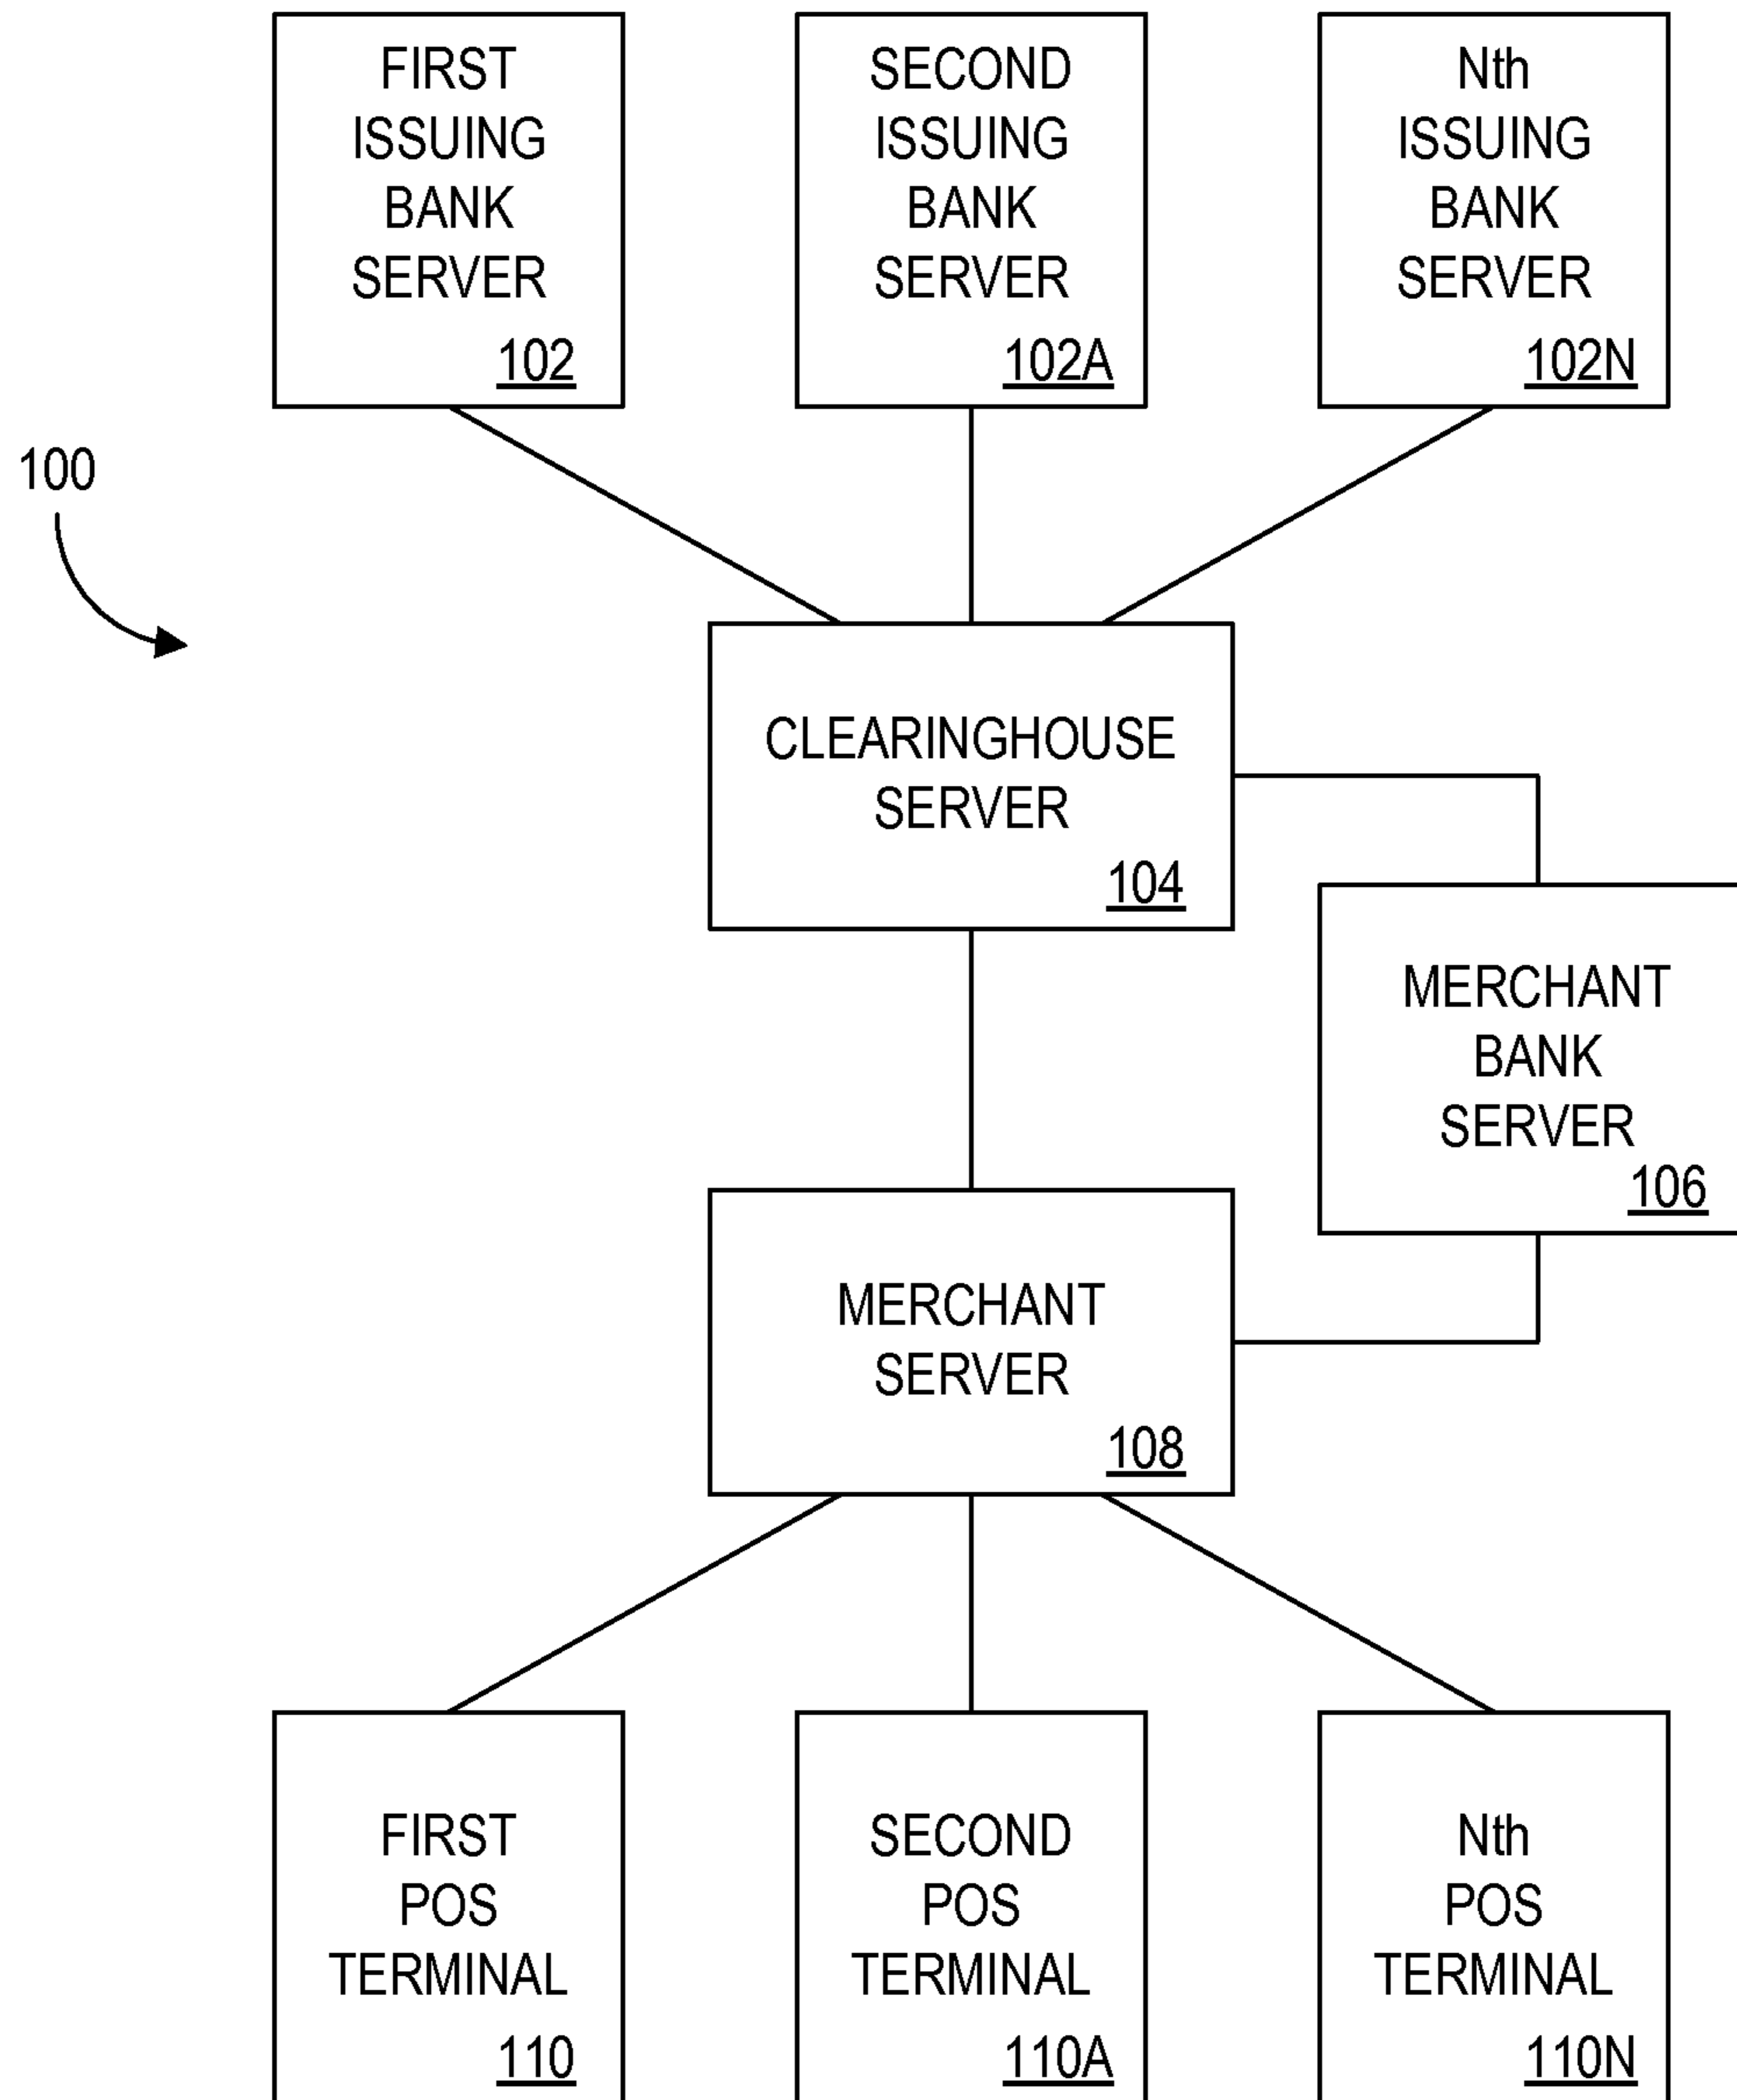 FIRST
ISSUING
BANK
SERVER
102
SECOND
ISSUING
BANK
SERVER
102A
Nth
ISSUING
BANK
SERVER
102N
100
CLEARINGHOUSE
SERVER
104
MERCHANT
BANK
SERVER
106
MERCHANT
SERVER
108
FIRST
POS
TERMINAL
110
SECOND
POS
TERMINAL
110A
Nth
POS
TERMINAL
110N